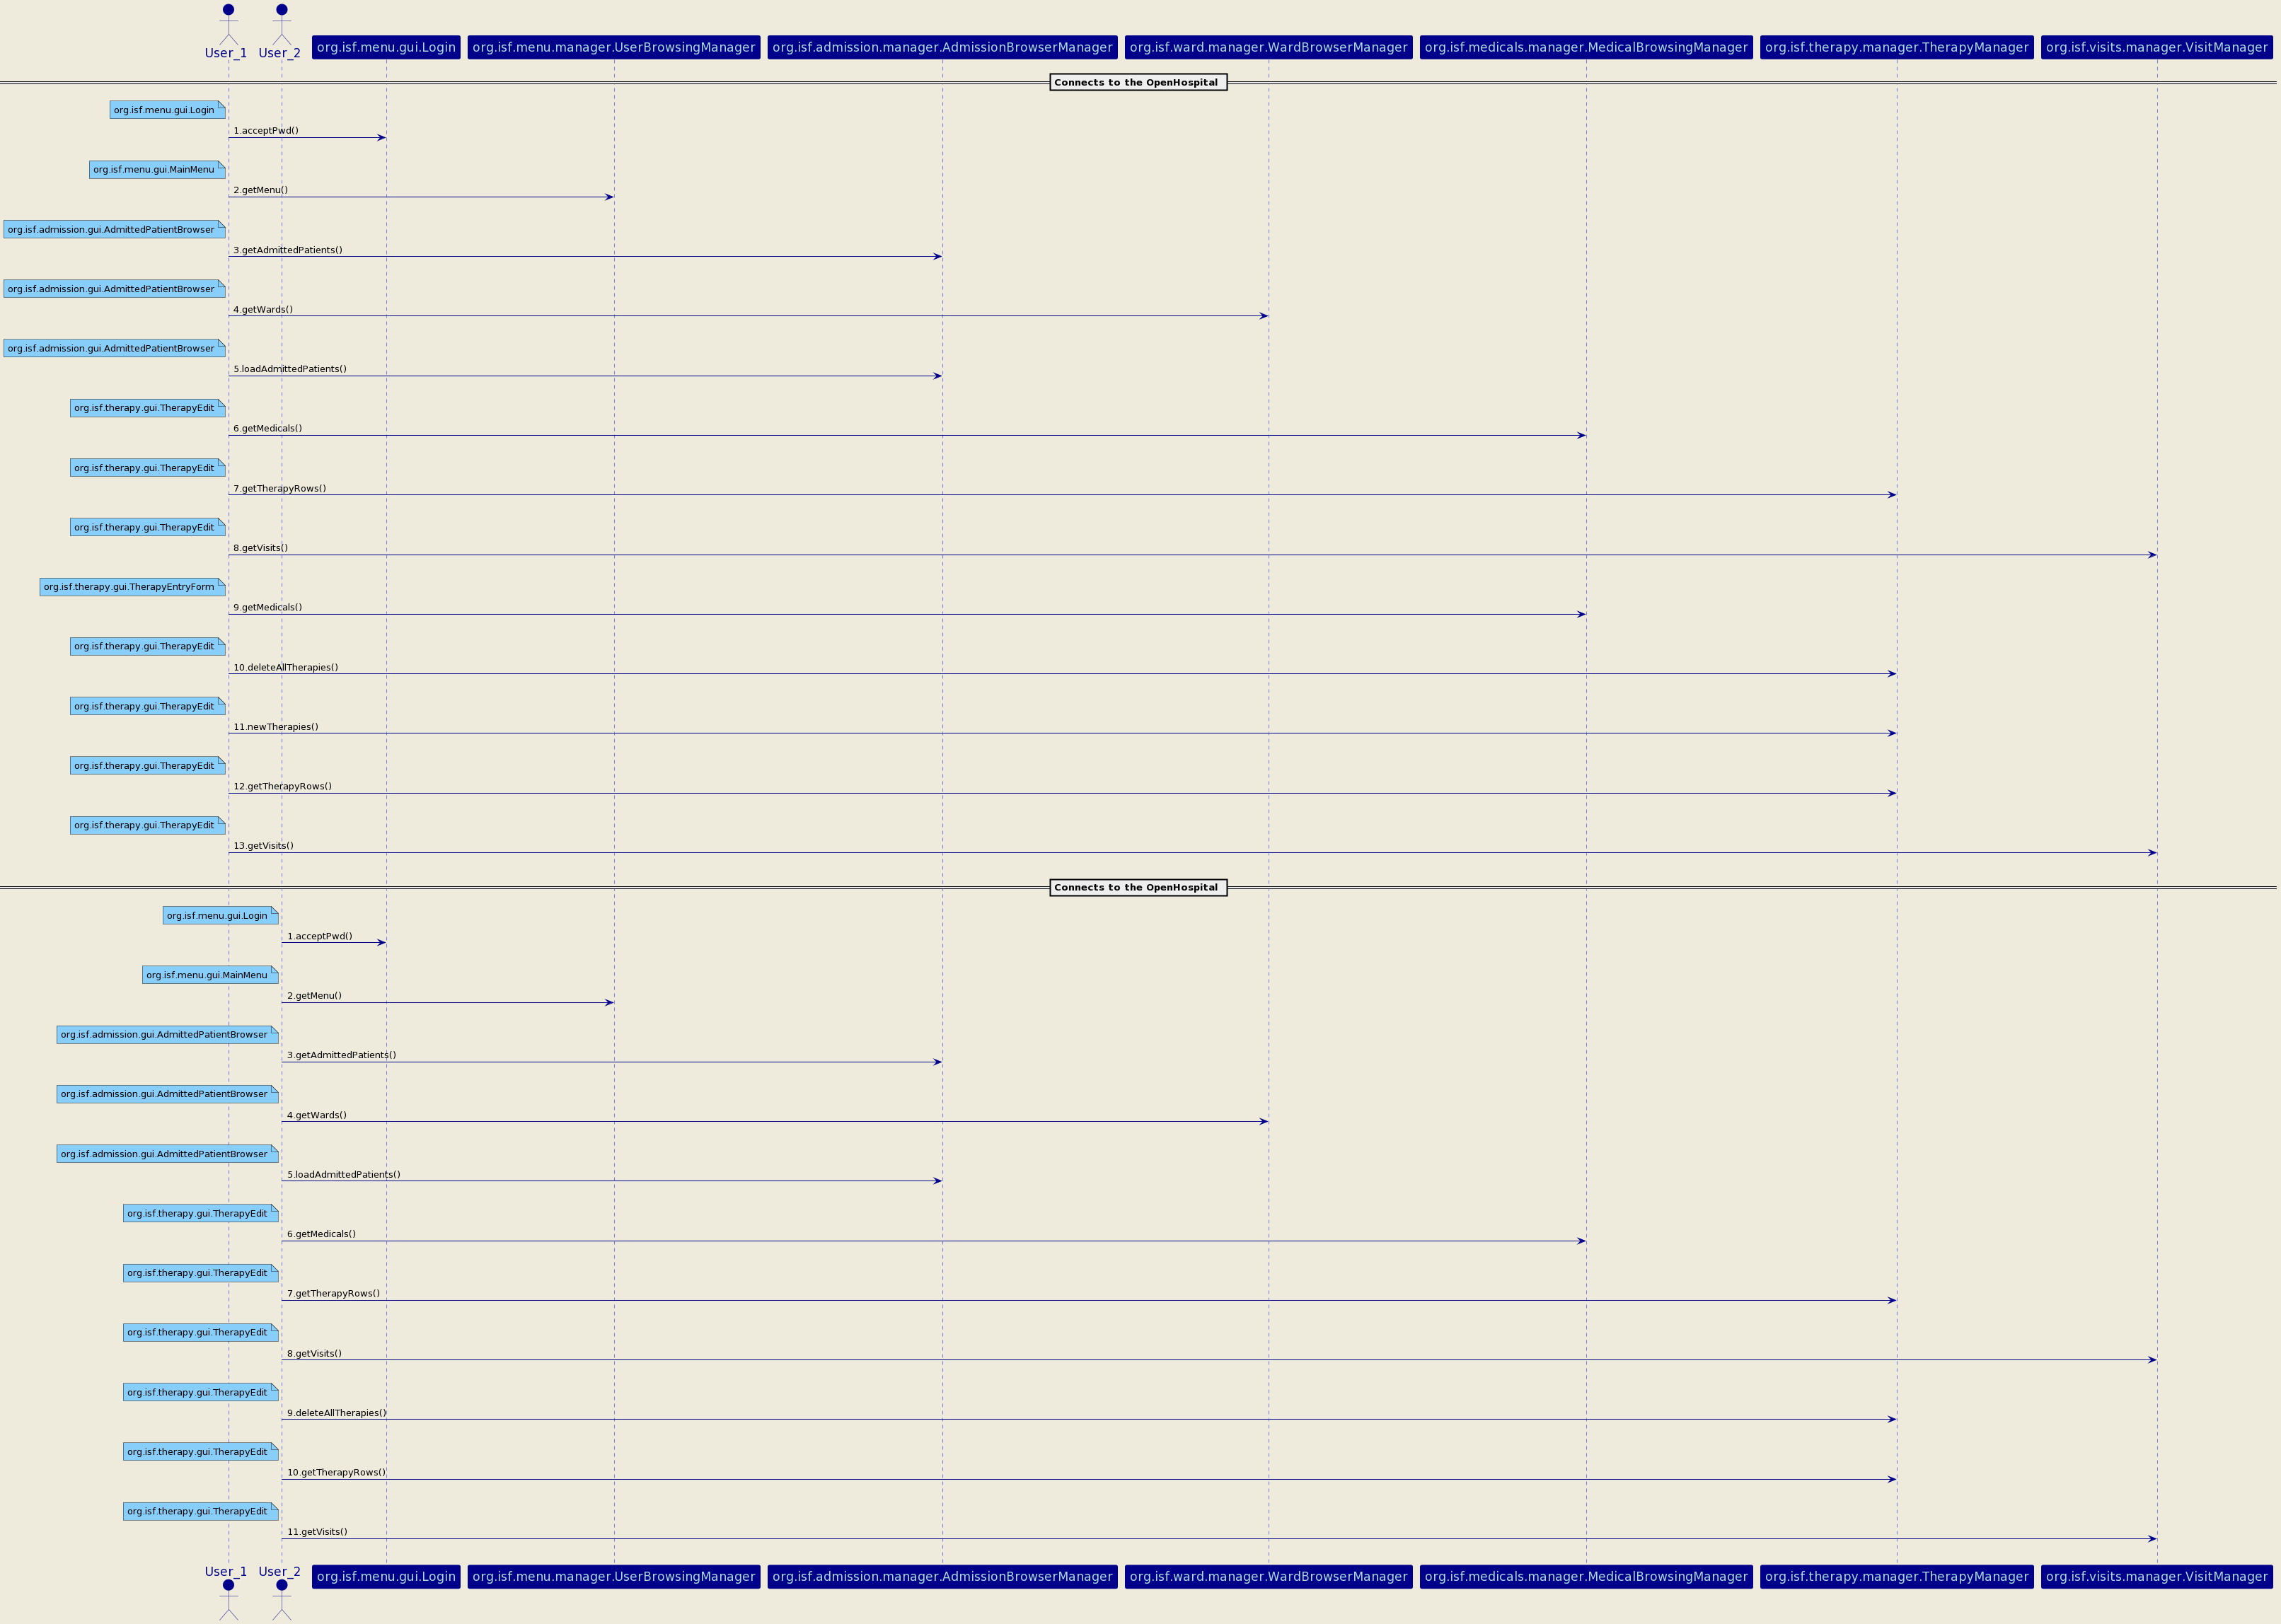 User_1 User_2 org.isf.menu.gui.Login org.isf.menu.manager.UserBrowsingManager org.isf.admission.manager.AdmissionBrowserManager org.isf.ward.manager.WardBrowserManager org.isf.medicals.manager.MedicalBrowsingManager org.isf.therapy.manager.TherapyManager org.isf.visits.manager.VisitManager
Connects to the OpenHospital
org.isf.menu.gui.Login
1.acceptPwd()
org.isf.menu.gui.MainMenu
2.getMenu()
org.isf.admission.gui.AdmittedPatientBrowser
3.getAdmittedPatients()
org.isf.admission.gui.AdmittedPatientBrowser
4.getWards()
org.isf.admission.gui.AdmittedPatientBrowser
5.loadAdmittedPatients()
org.isf.therapy.gui.TherapyEdit
6.getMedicals()
org.isf.therapy.gui.TherapyEdit
7.getTherapyRows()
org.isf.therapy.gui.TherapyEdit
8.getVisits()
org.isf.therapy.gui.TherapyEntryForm
9.getMedicals()
org.isf.therapy.gui.TherapyEdit
10.deleteAllTherapies()
org.isf.therapy.gui.TherapyEdit
11.newTherapies()
org.isf.therapy.gui.TherapyEdit
12.getTherapyRows()
org.isf.therapy.gui.TherapyEdit
13.getVisits()
Connects to the OpenHospital
org.isf.menu.gui.Login
1.acceptPwd()
org.isf.menu.gui.MainMenu
2.getMenu()
org.isf.admission.gui.AdmittedPatientBrowser
3.getAdmittedPatients()
org.isf.admission.gui.AdmittedPatientBrowser
4.getWards()
org.isf.admission.gui.AdmittedPatientBrowser
5.loadAdmittedPatients()
org.isf.therapy.gui.TherapyEdit
6.getMedicals()
org.isf.therapy.gui.TherapyEdit
7.getTherapyRows()
org.isf.therapy.gui.TherapyEdit
8.getVisits()
org.isf.therapy.gui.TherapyEdit
9.deleteAllTherapies()
org.isf.therapy.gui.TherapyEdit
10.getTherapyRows()
org.isf.therapy.gui.TherapyEdit
11.getVisits()
User_1 User_2 org.isf.menu.gui.Login org.isf.menu.manager.UserBrowsingManager org.isf.admission.manager.AdmissionBrowserManager org.isf.ward.manager.WardBrowserManager org.isf.medicals.manager.MedicalBrowsingManager org.isf.therapy.manager.TherapyManager org.isf.visits.manager.VisitManager